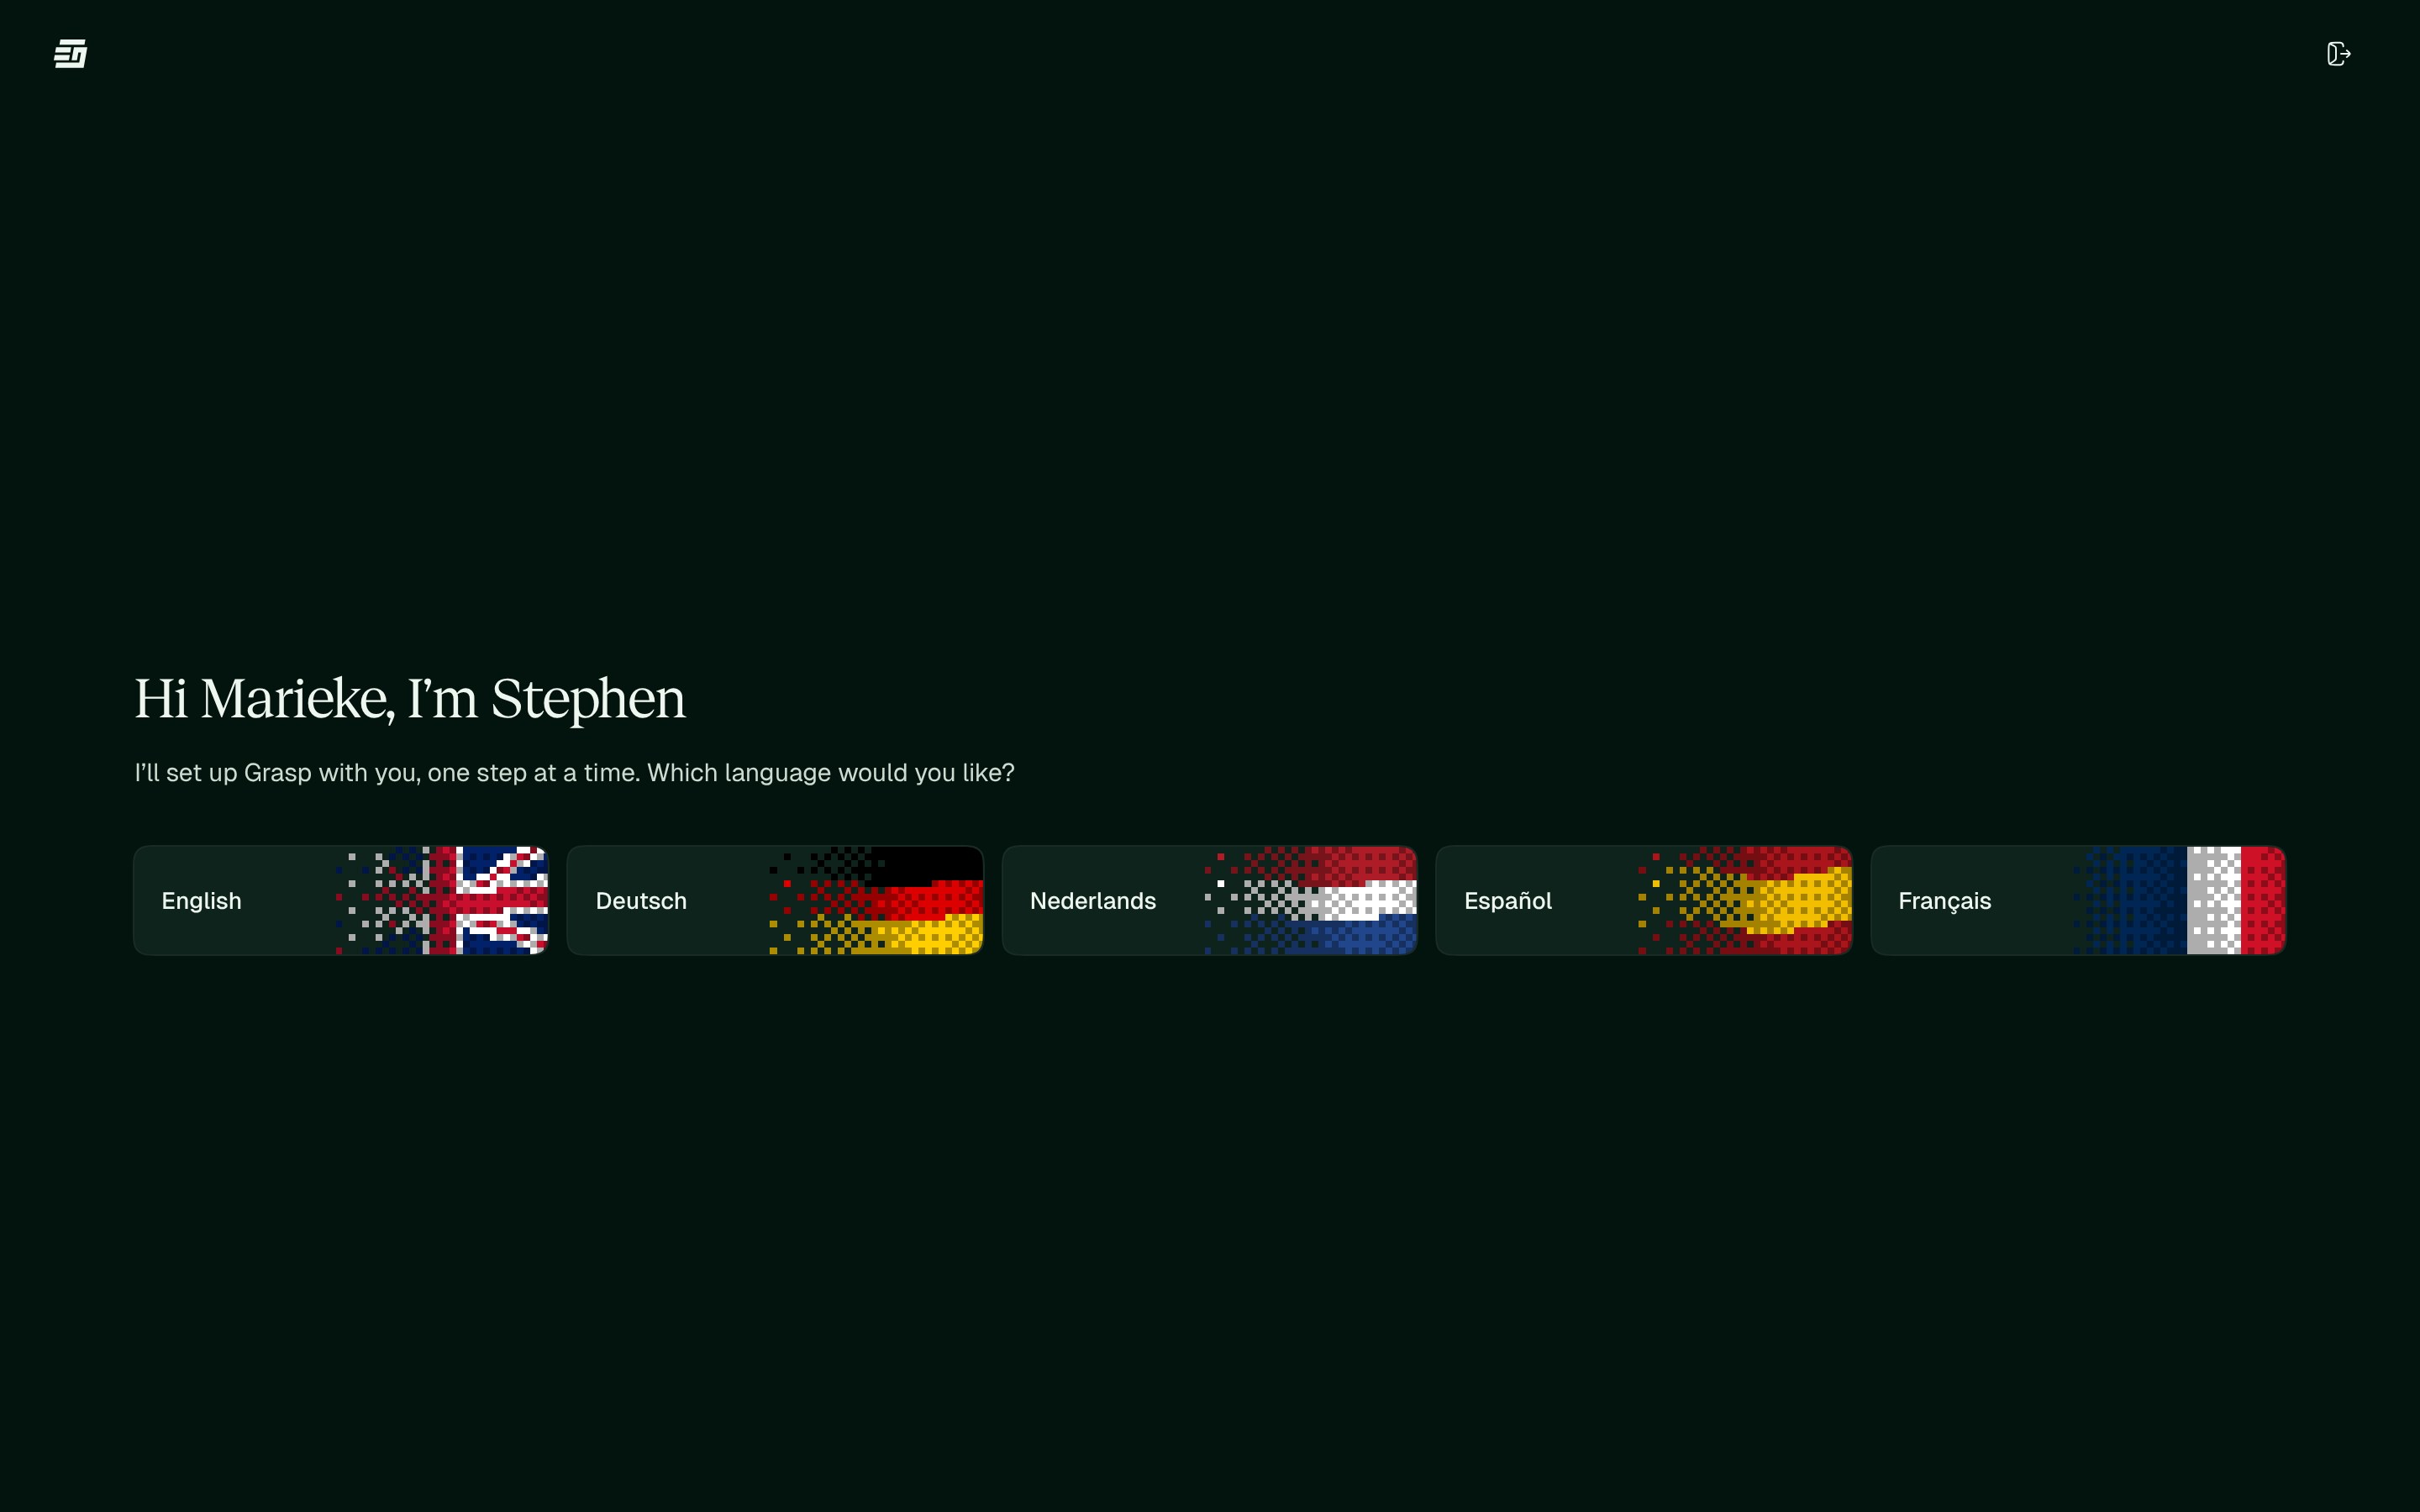 Hi Marieke, I’m Stephen
I’ll set up Grasp with you, one step at a time. Which language would you like?
English
Deutsch
Nederlands
Español
Français